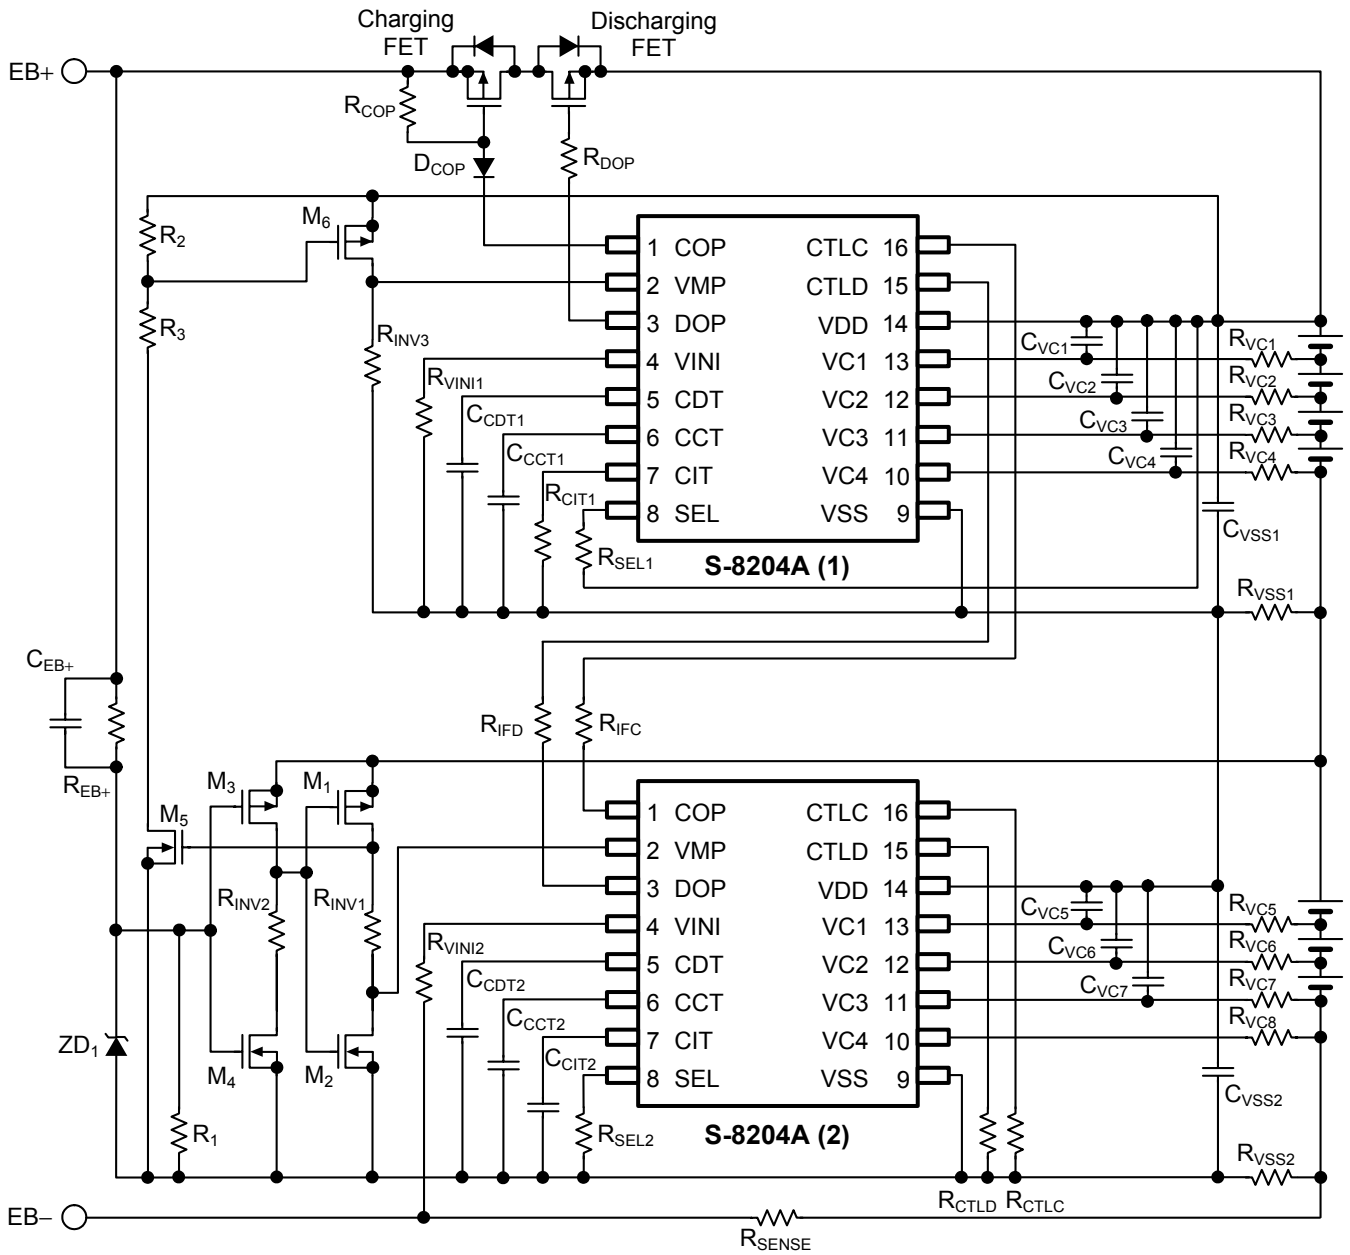 Charging
FET
Discharging
FET
EB+
RCOP
DCOP
RDOP
R2
M6
R3
RINV3
RVINI1
CCDT1
CCCT1
RCIT1
RSEL1
1 COP
2 VMP
3 DOP
4 VINI
5 CDT
6 CCT
7 CIT
8 SEL
CTLC 16
CTLD 15
VDD 14
VC1 13
VC2 12
VC3 11
VC4 10
VSS 9
S-8204A (1)
CVC1
CVC2
CVC3
CVC4
RVC1
RVC2
RVC3
RVC4
CVSS1
RVSS1
CEB+
REB+
RIFD
RIFC
M3
M1
M5
RINV2
RINV1
RVINI2
CCDT2
CCCT2
CCIT2
RSEL2
ZD1
M4
M2
R1
1 COP
2 VMP
3 DOP
4 VINI
5 CDT
6 CCT
7 CIT
8 SEL
CTLC 16
CTLD 15
VDD 14
VC1 13
VC2 12
VC3 11
VC4 10
VSS 9
S-8204A (2)
CVC5
CVC6
CVC7
RVC5
RVC6
RVC7
RVC8
CVSS2
RVSS2
RCTLD
RCTLC
EB−
RSENSE